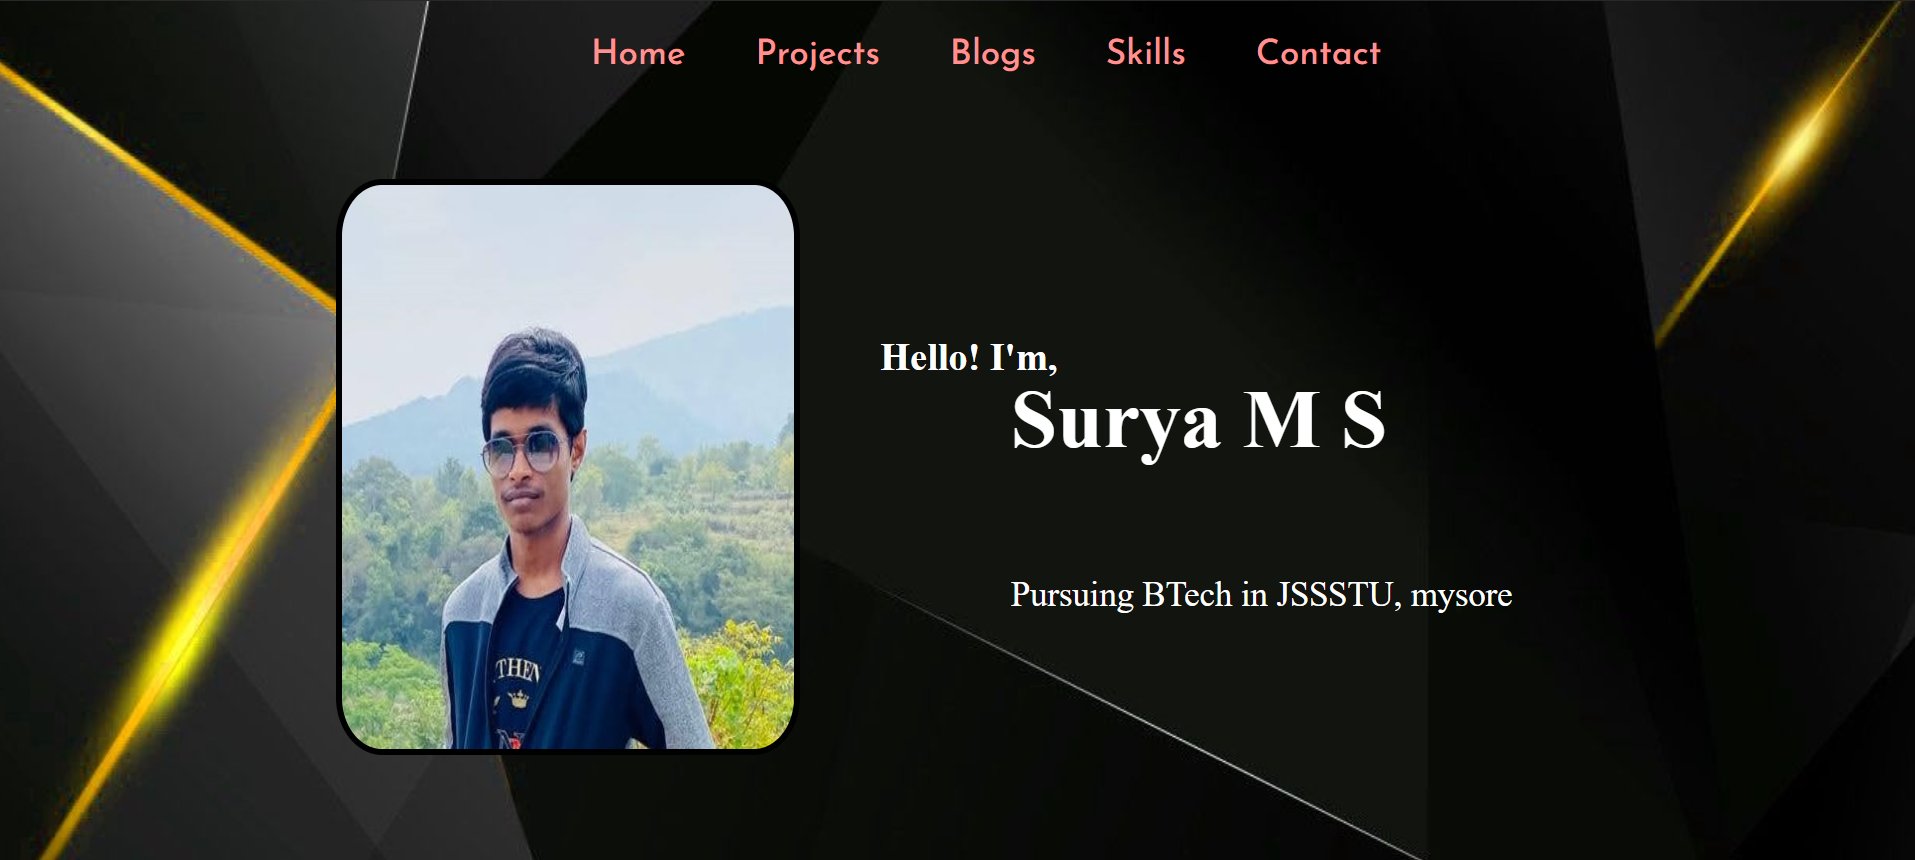 Home Projects Blogs Skills Contact
Hello! I'm,
Surya M S
Pursuing BTech in JSSSTU, mysore
THEN